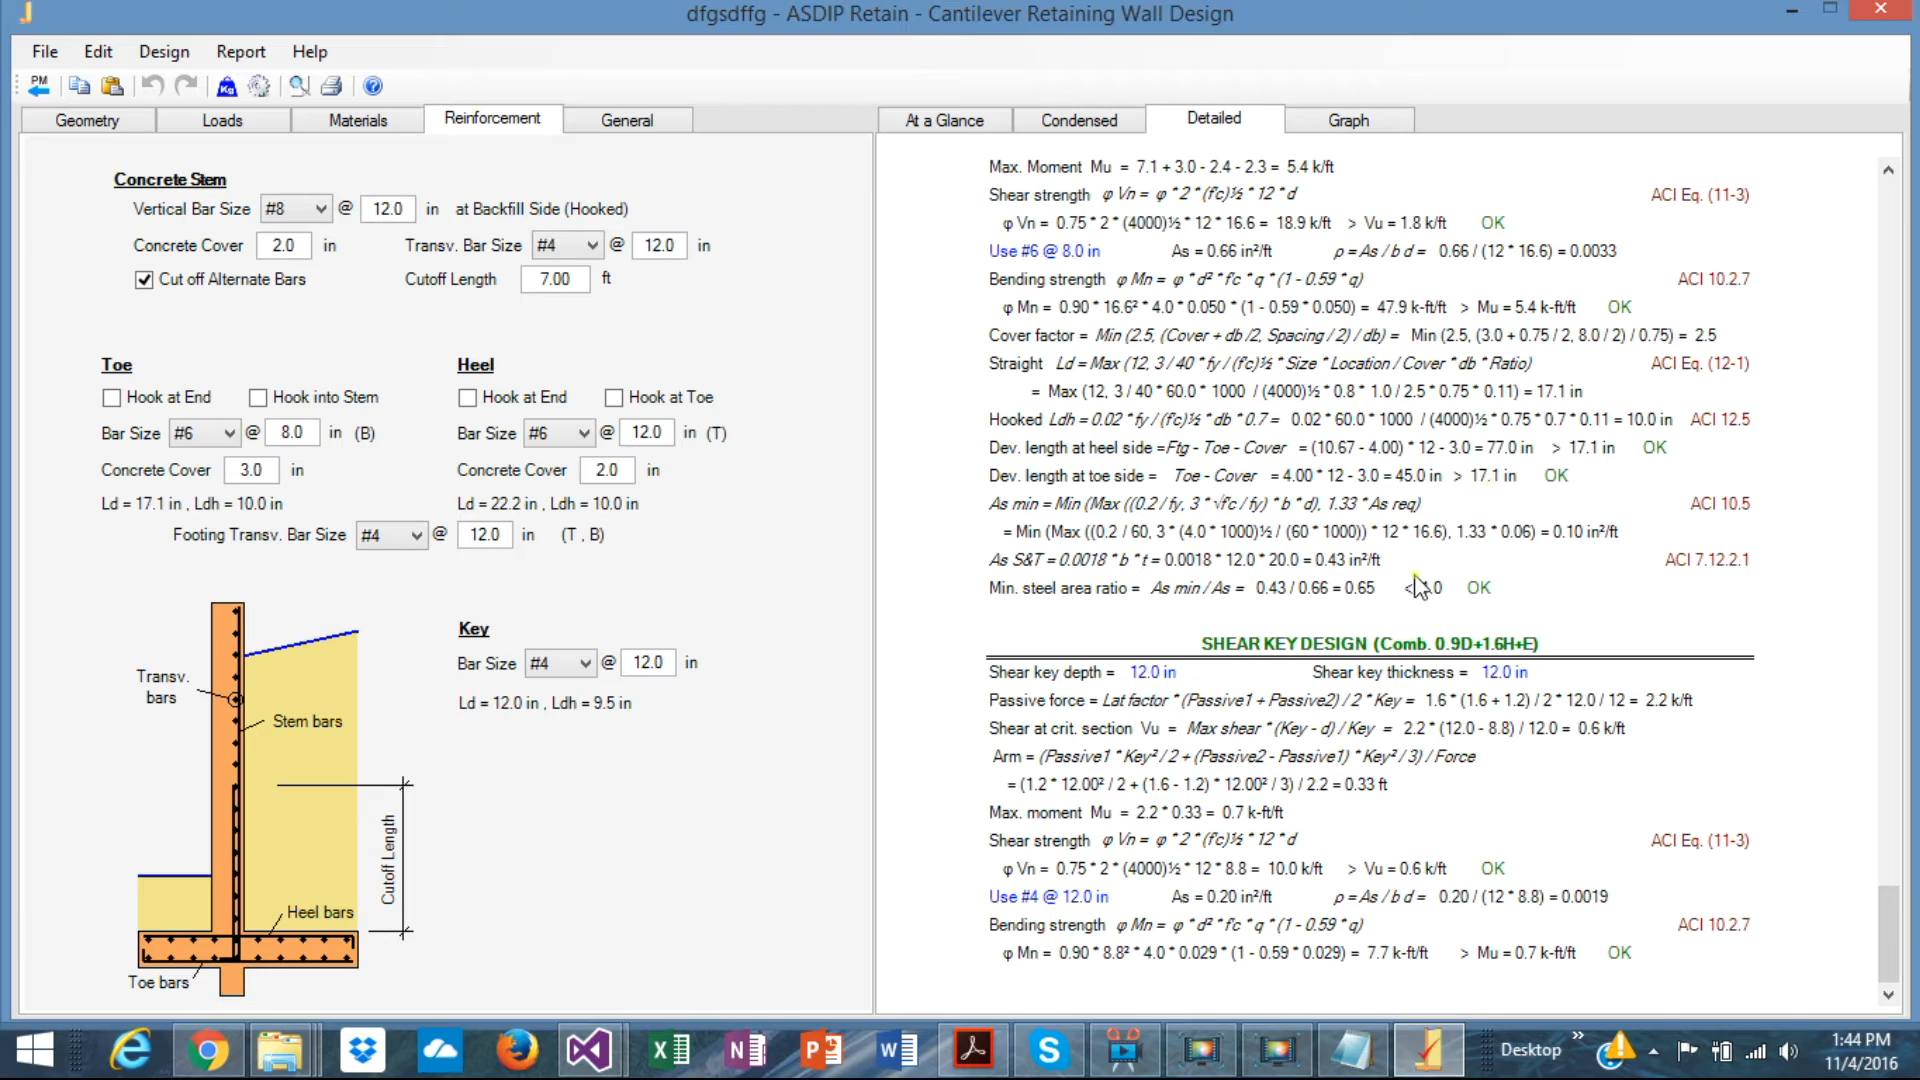 dfgsdffg - ASDIP Retain - Cantilever Retaining Wall Design
File Edit Design Report Help
PM
Kg
Geometry Loads Materials Reinforcement General
At a Glance Condensed Detailed Graph
Concrete Stem
Vertical Bar Size #8 @ 12.0 in at Backfill Side (Hooked)
Concrete Cover 2.0 in Transv. Bar Size #4 @ 12.0 in
Cut off Alternate Bars Cutoff Length 7.00 ft
Toe
Hook at End Hook into Stem
Bar Size #6 @ 8.0 in (B)
Concrete Cover 3.0 in
Ld = 17.1 in , Ldh = 10.0 in
Heel
Hook at End Hook at Toe
Bar Size #6 @ 12.0 in (T)
Concrete Cover 2.0 in
Ld = 22.2 in , Ldh = 10.0 in
Footing Transv. Bar Size #4 @ 12.0 in (T , B)
Key
Bar Size #4 @ 12.0 in
Ld = 12.0 in , Ldh = 9.5 in
Transv.
bars
Stem bars
Cutoff Length
Heel bars
Toe bars
Max. Moment Mu = 7.1 + 3.0 - 2.4 - 2.3 = 5.4 k/ft
Shear strength φ Vn = φ * 2 * (f'c)½ * 12 * d ACI Eq. (11-3)
φ Vn = 0.75 * 2 * (4000)½ * 12 * 16.6 = 18.9 k/ft > Vu = 1.8 k/ft OK
Use #6 @ 8.0 in As = 0.66 in²/ft ρ = As / b d = 0.66 / (12 * 16.6) = 0.0033
Bending strength φ Mn = φ * d² * f'c * q * (1 - 0.59 * q) ACI 10.2.7
φ Mn = 0.90 * 16.6² * 4.0 * 0.050 * (1 - 0.59 * 0.050) = 47.9 k-ft/ft > Mu = 5.4 k-ft/ft OK
Cover factor = Min (2.5, (Cover + db / 2, Spacing / 2) / db) = Min (2.5, (3.0 + 0.75 / 2, 8.0 / 2) / 0.75) = 2.5
Straight Ld = Max (12, 3 / 40 * fy / (f'c)½ * Size * Location / Cover * db * Ratio) ACI Eq. (12-1)
= Max (12, 3 / 40 * 60.0 * 1000 / (4000)½ * 0.8 * 1.0 / 2.5 * 0.75 * 0.11) = 17.1 in
Hooked Ldh = 0.02 * fy / (f'c)½ * db * 0.7 = 0.02 * 60.0 * 1000 / (4000)½ * 0.75 * 0.7 * 0.11 = 10.0 in ACI 12.5
Dev. length at heel side =Ftg - Toe - Cover = (10.67 - 4.00) * 12 - 3.0 = 77.0 in > 17.1 in OK
Dev. length at toe side = Toe - Cover = 4.00 * 12 - 3.0 = 45.0 in > 17.1 in OK
As min = Min (Max ((0.2 / fy, 3 * √f'c / fy) * b * d), 1.33 * As req) ACI 10.5
= Min (Max ((0.2 / 60, 3 * (4.0 * 1000)½ / (60 * 1000)) * 12 * 16.6), 1.33 * 0.06) = 0.10 in²/ft
As S&T = 0.0018 * b * t = 0.0018 * 12.0 * 20.0 = 0.43 in²/ft ACI 7.12.2.1
Min. steel area ratio = As min / As = 0.43 / 0.66 = 0.65 < .0 OK
SHEAR KEY DESIGN (Comb. 0.9D+1.6H+E)
Shear key depth = 12.0 in Shear key thickness = 12.0 in
Passive force = Lat factor * (Passive1 + Passive2) / 2 * Key = 1.6 * (1.6 + 1.2) / 2 * 12.0 / 12 = 2.2 k/ft
Shear at crit. section Vu = Max shear * (Key - d) / Key = 2.2 * (12.0 - 8.8) / 12.0 = 0.6 k/ft
Arm = (Passive1 * Key² / 2 + (Passive2 - Passive1) * Key² / 3) / Force
= (1.2 * 12.00² / 2 + (1.6 - 1.2) * 12.00² / 3) / 2.2 = 0.33 ft
Max. moment Mu = 2.2 * 0.33 = 0.7 k-ft/ft
Shear strength φ Vn = φ * 2 * (f'c)½ * 12 * d ACI Eq. (11-3)
φ Vn = 0.75 * 2 * (4000)½ * 12 * 8.8 = 10.0 k/ft > Vu = 0.6 k/ft OK
Use #4 @ 12.0 in As = 0.20 in²/ft ρ = As / b d = 0.20 / (12 * 8.8) = 0.0019
Bending strength φ Mn = φ * d² * f'c * q * (1 - 0.59 * q) ACI 10.2.7
φ Mn = 0.90 * 8.8² * 4.0 * 0.029 * (1 - 0.59 * 0.029) = 7.7 k-ft/ft > Mu = 0.7 k-ft/ft OK
Desktop
1:44 PM
11/4/2016